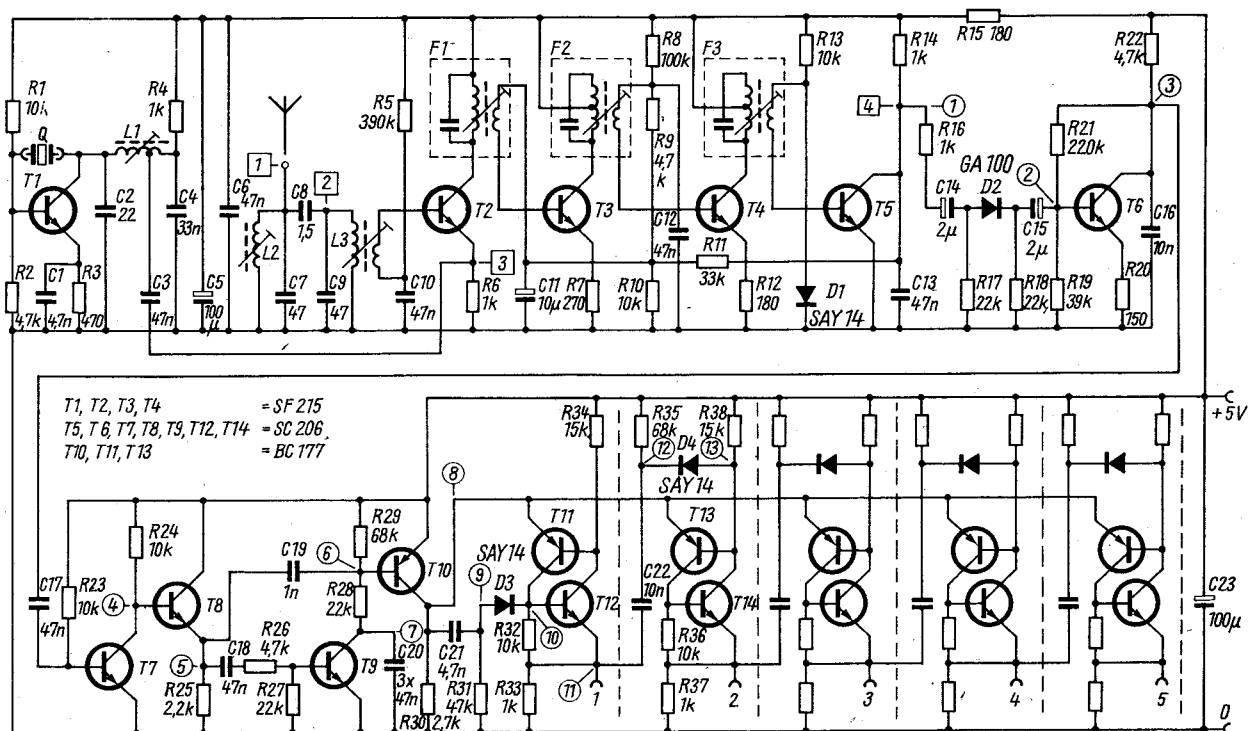 R1
10k
Q
L1
R4
1k
T1
C2
22
C4
33n
R2
4,7k
C1
4,7n
R3
470
C3
47n
C5
100
μ
C6
47n
1
C8
1,5
2
L2
L3
C7
47
C9
47
R5
390k
C10
47n
F1
T2
3
R6
1k
C11
10μ
F2
T3
R7
270
R8
100k
R9
4,7
k
C12
47n
R10
10k
R11
33k
F3
T4
R12
180
R13
10k
D1
SAY 14
T5
R14
1k
4
1
C13
47n
R15 180
R16
1k
C14
2μ
GA 100
D2
2
C15
2μ
R17
22k
R18
22k
R19
39k
R21
220k
R22
4,7k
3
T6
C16
10n
R20
150
T1, T2, T3, T4 = SF 215
T5, T6, T7, T8, T9, T12, T14 = SC 206
T10, T11, T13 = BC 177
C17
47n
R23
10k
R24
10k
4
T7
T8
5
R25
2,2k
C18
47n
R26
4,7k
R27
22k
C19
1n
6
R29
68k
R28
22k
T9
7
C20
3x
47n
T10
R30
2,7k
8
C21
4,7n
9
R31
47k
SAY 14
D3
10
R32
10k
R33
1k
11
T11
T12
R34
15k
1
R35
68k
12
D4
SAY 14
13
R38
15k
T13
C22
10n
T14
R36
10k
R37
1k
2
3
4
5
+5V
C23
100μ
0